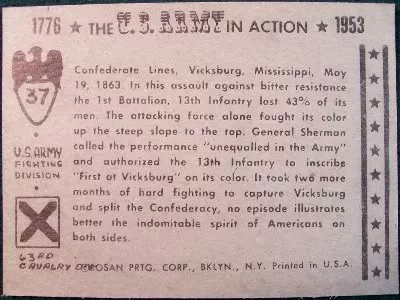 1776 ★ THE U.S. ARMY IN ACTION ★ 1953
37
U.S. ARMY
FIGHTING
DIVISION
63RD
CAVALRY DIV.
Confederate Lines, Vicksburg, Mississippi, May
19, 1863. In this assault against bitter resistance
the 1st Battalion, 13th Infantry lost 43% of its
men. The attacking force alone fought its color
up the steep slope to the top. General Sherman
called the performance "unequalled in the Army"
and authorized the 13th Infantry to inscribe
"First at Vicksburg" on its color. It took two more
months of hard fighting to capture Vicksburg
and split the Confederacy, no episode illustrates
better the indomitable spirit of Americans on
both sides.
ROSAN PRTG. CORP., BKLYN., N.Y. Printed in U.S.A.